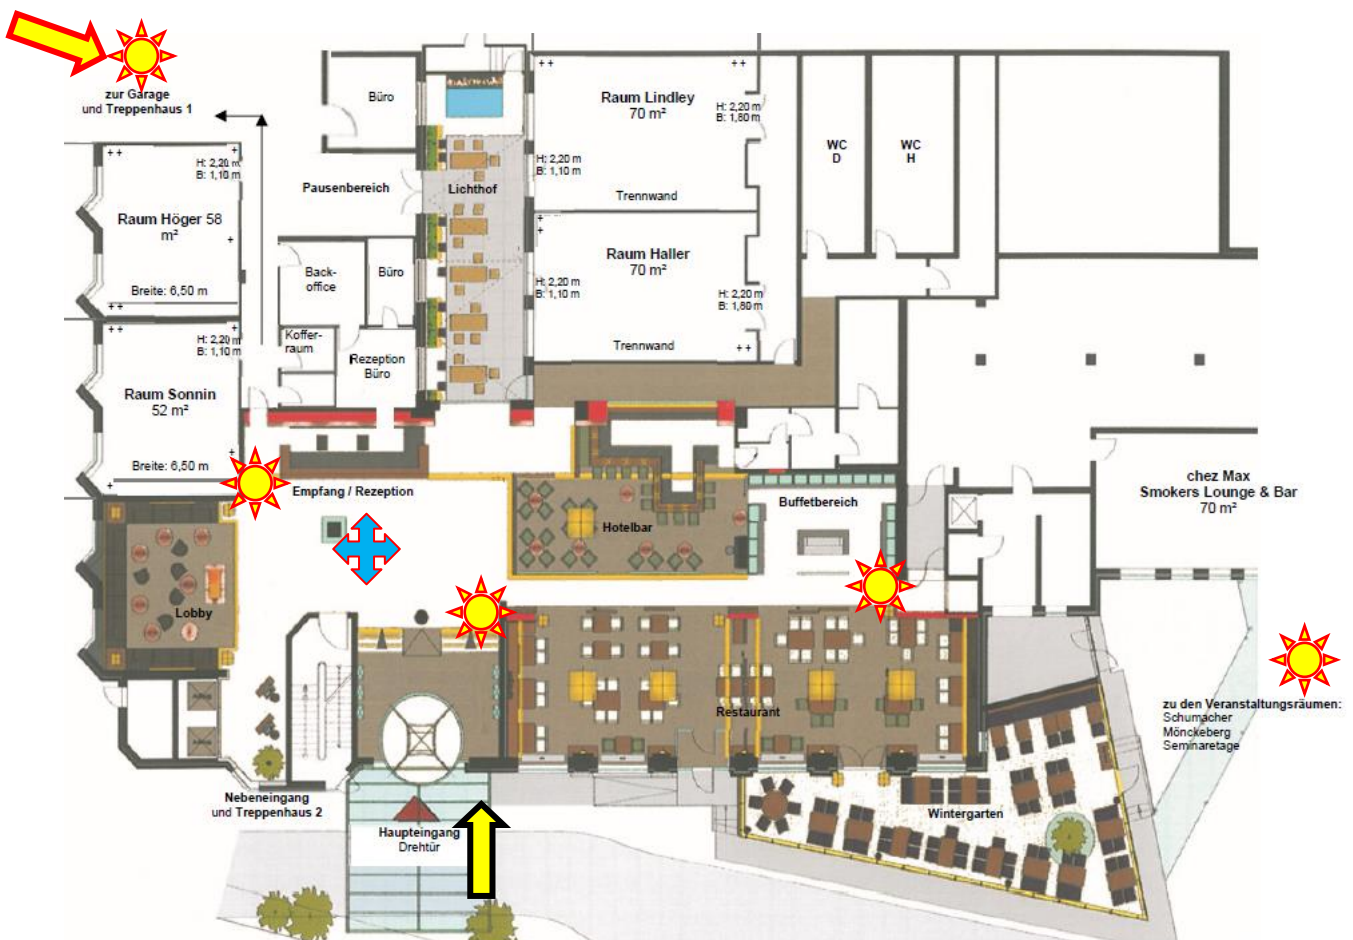 zur Garage
und Treppenhaus 1
Büro
Pausenbereich
Lichthof
Raum Lindley
70 m²
H: 2,20 m
B: 1,80 m
H: 2,20 m
B: 1,10 m
Trennwand
WC
D
WC
H
H: 2,20 m
B: 1,10 m
Raum Höger 58
m²
Breite: 6,50 m
Back-
office
Büro
Raum Haller
70 m²
H: 2,20 m
B: 1,10 m
H: 2,20 m
B: 1,80 m
Trennwand
H: 2,20 m
B: 1,10 m
Koffer-
raum
Rezeption
Büro
Raum Sonnin
52 m²
Breite: 6,50 m
Empfang / Rezeption
Hotelbar
Buffetbereich
chez Max
Smokers Lounge & Bar
70 m²
Lobby
Restaurant
zu den Veranstaltungsräumen:
Schumacher
Mönckeberg
Seminaretage
Nebeneingang
und Treppenhaus 2
Haupteingang
Drehtür
Wintergarten